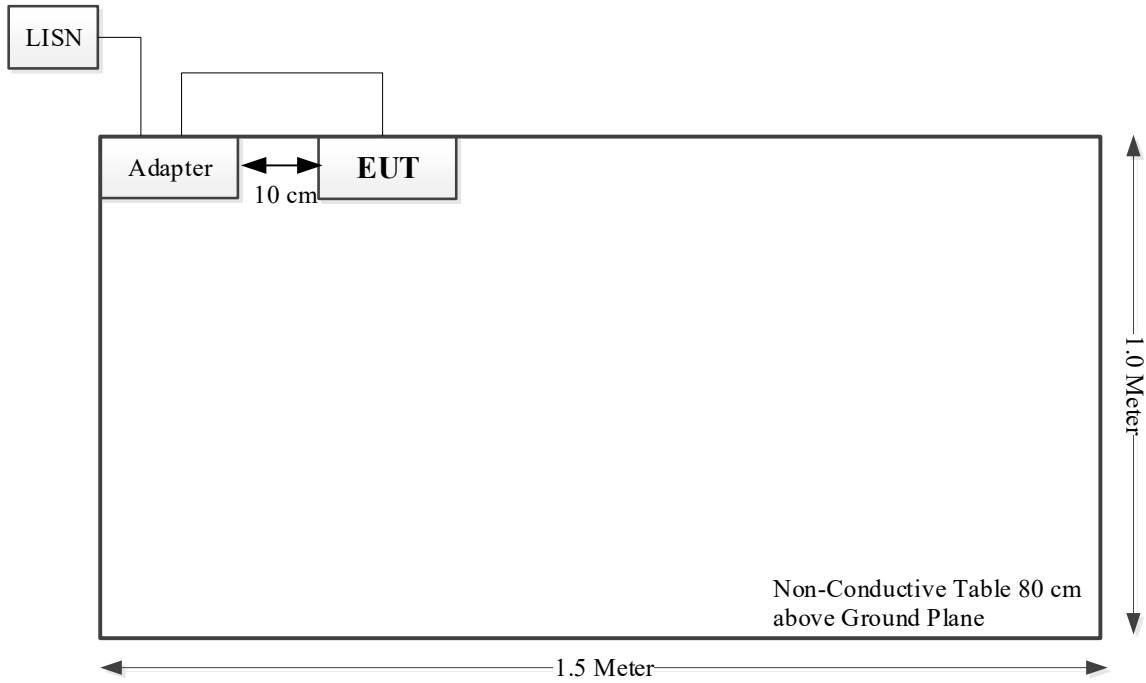 LISN
Adapter
EUT
10 cm
1.0 Meter
Non-Conductive Table 80 cm
above Ground Plane
1.5 Meter